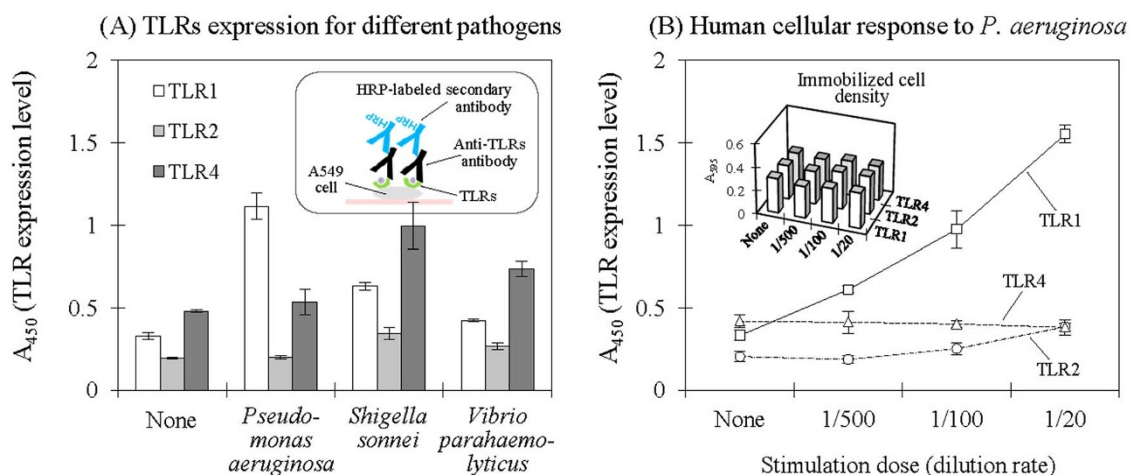 (A) TLRs expression for different pathogens
2
1.5
1
0.5
0
A450 (TLR expression level)
TLR1
TLR2
TLR4
HRP-labeled secondary
antibody
HRP
HRP
Anti-TLRs
antibody
A549
cell
TLRs
None
Pseudo-
monas
aeruginosa
Shigella
sonnei
Vibrio
parahaemo-
lyticus
(B) Human cellular response to P. aeruginosa
2
1.5
1
0.5
0
A450 (TLR expression level)
Immobilized cell
density
0.6
0.4
0.2
0
A595
None
1/500
1/100
1/20
TLR4
TLR2
TLR1
TLR1
TLR4
TLR2
None
1/500
1/100
1/20
Stimulation dose (dilution rate)